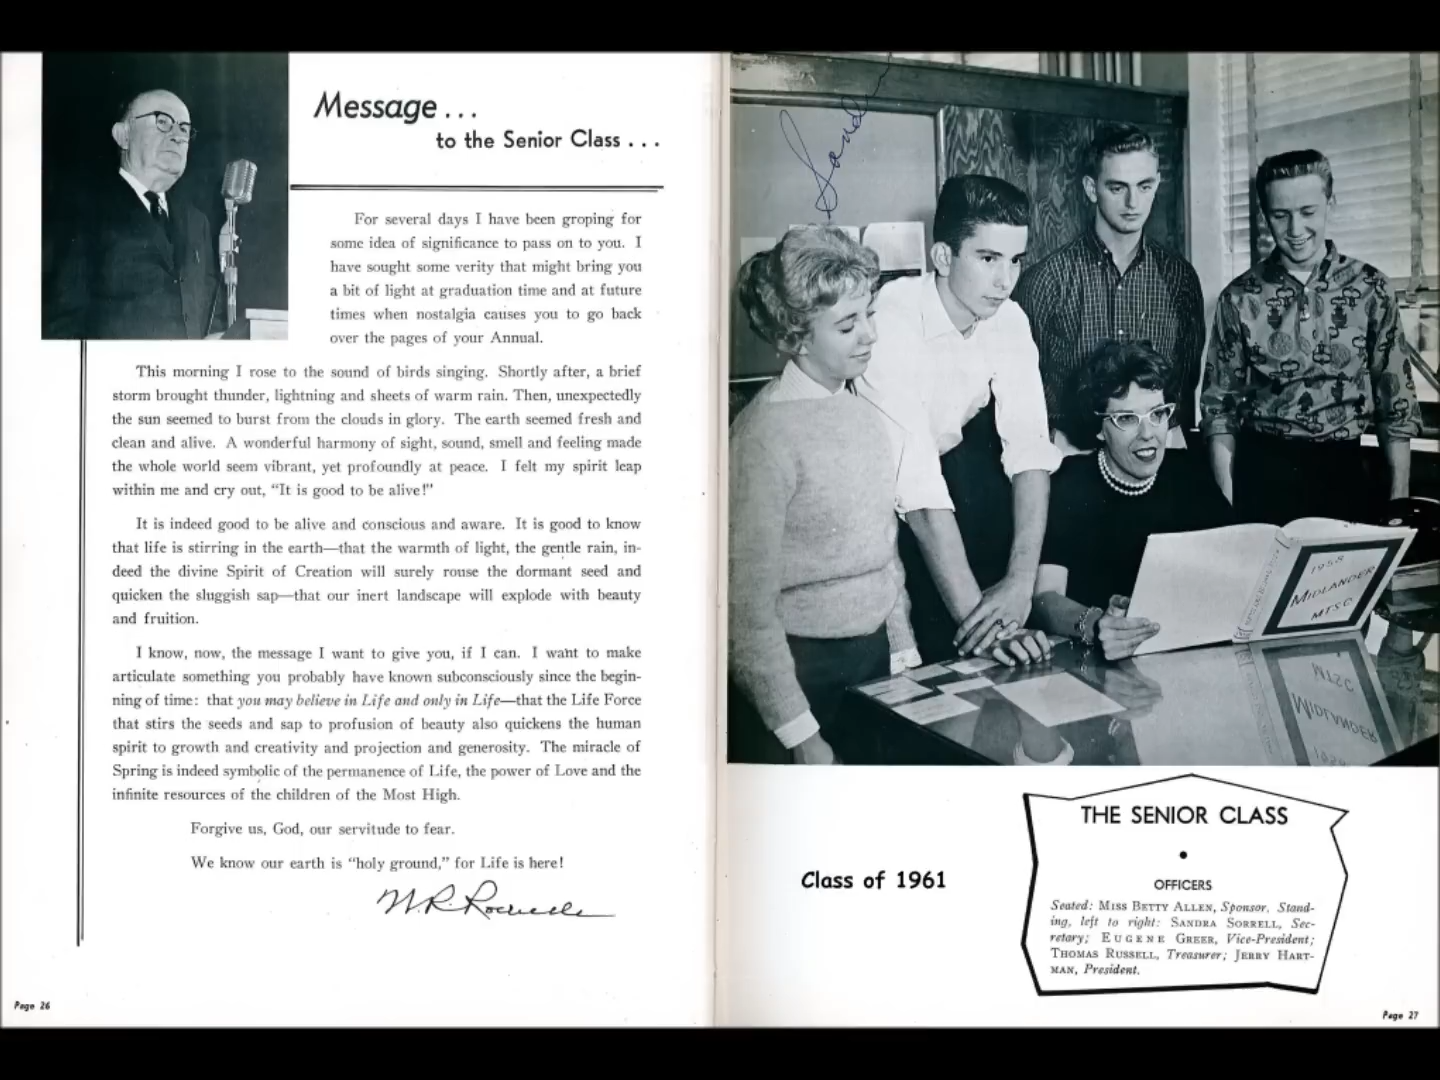 Message . . .
to the Senior Class . . .
For several days I have been groping for
some idea of significance to pass on to you. I
have sought some verity that might bring you
a bit of light at graduation time and at future
times when nostalgia causes you to go back
over the pages of your Annual.
This morning I rose to the sound of birds singing. Shortly after, a brief
storm brought thunder, lightning and sheets of warm rain. Then, unexpectedly
the sun seemed to burst from the clouds in glory. The earth seemed fresh and
clean and alive. A wonderful harmony of sight, sound, smell and feeling made
the whole world seem vibrant, yet profoundly at peace. I felt my spirit leap
within me and cry out, "It is good to be alive!"
It is indeed good to be alive and conscious and aware. It is good to know
that life is stirring in the earth—that the warmth of light, the gentle rain, in-
deed the divine Spirit of Creation will surely rouse the dormant seed and
quicken the sluggish sap—that our inert landscape will explode with beauty
and fruition.
I know, now, the message I want to give you, if I can. I want to make
articulate something you probably have known subconsciously since the begin-
ning of time: that you may believe in Life and only in Life—that the Life Force
that stirs the seeds and sap to profusion of beauty also quickens the human
spirit to growth and creativity and projection and generosity. The miracle of
Spring is indeed symbolic of the permanence of Life, the power of Love and the
infinite resources of the children of the Most High.
Forgive us, God, our servitude to fear.
We know our earth is "holy ground," for Life is here!
Page 26
1958
MIDLANDER
MTSC
Class of 1961
THE SENIOR CLASS
OFFICERS
Seated: MISS BETTY ALLEN, Sponsor. Stand-
ing, left to right: SANDRA SORRELL, Sec-
retary; EUGENE GREER, Vice-President;
THOMAS RUSSELL, Treasurer; JERRY HART-
MAN, President.
Page 27